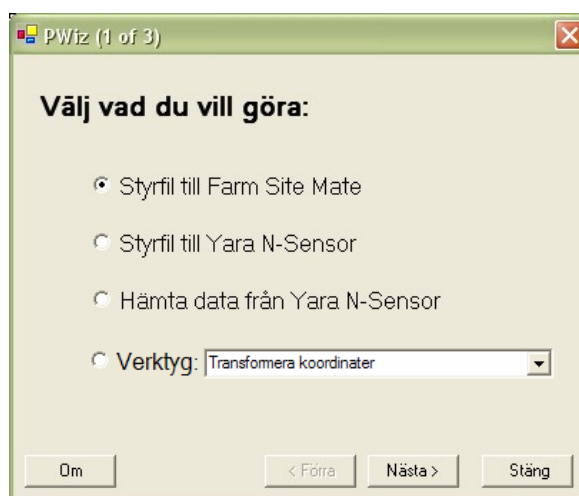 PWiz (1 of 3)
Välj vad du vill göra:
Styrfil till Farm Site Mate
Styrfil till Yara N-Sensor
Hämta data från Yara N-Sensor
Verktyg: Transformera koordinater
Om < Förra Nästa > Stäng